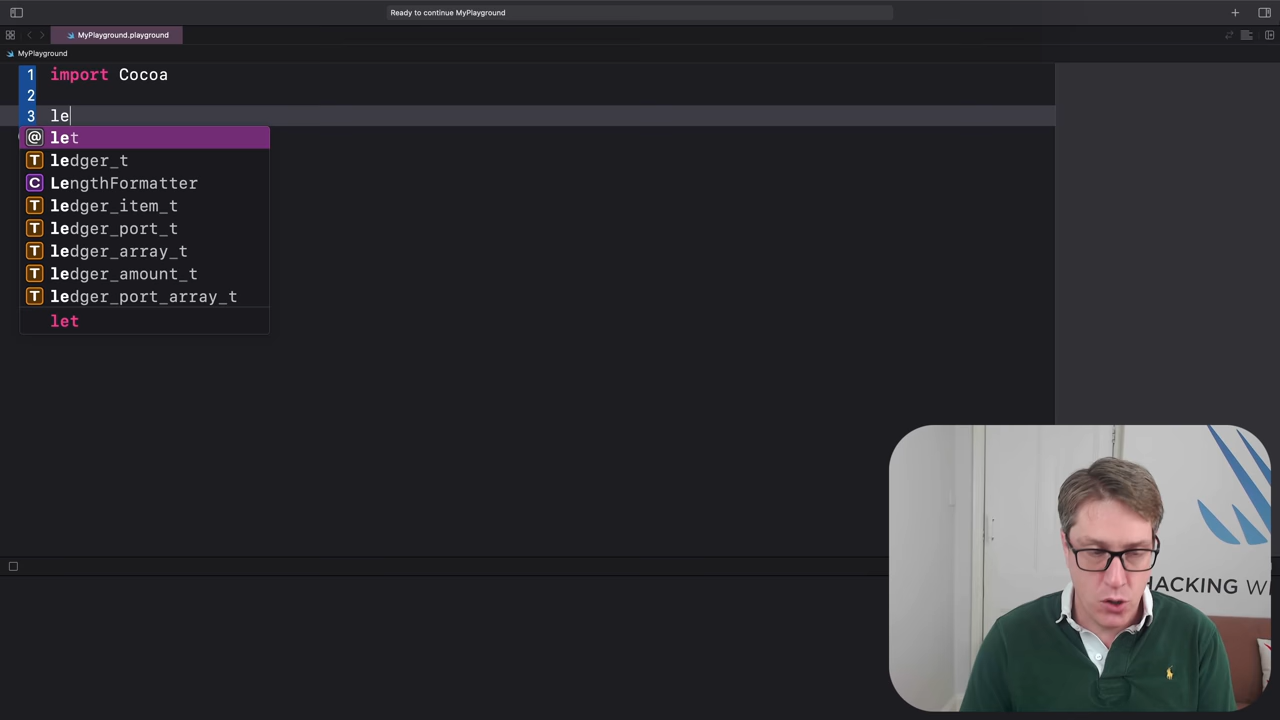 Ready to continue MyPlayground
MyPlayground.playground
MyPlayground
1 import Cocoa
2
3 le
let
ledger_t
LengthFormatter
ledger_item_t
ledger_port_t
ledger_array_t
ledger_amount_t
ledger_port_array_t
let
HACKING